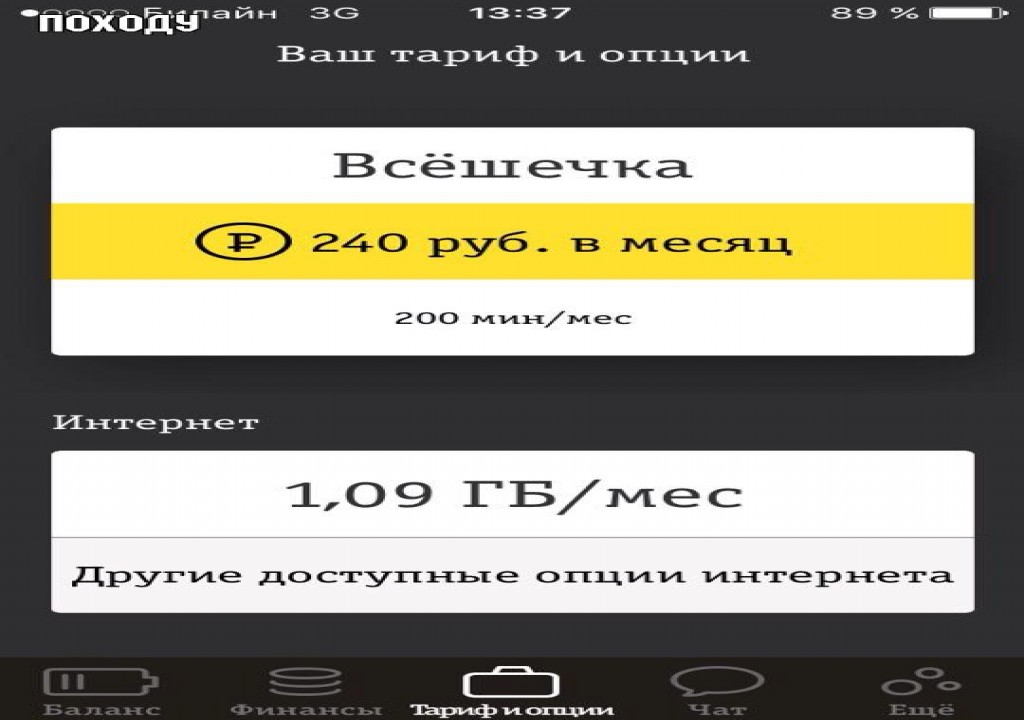 Билайн 3G 13:37 89 %
походу
Ваш тариф и опции
Всёшечка
₽ 240 руб. в месяц
200 мин/мес
Интернет
1,09 ГБ/мес
Другие доступные опции интернета
Баланс Финансы Тариф и опции Чат Ещё